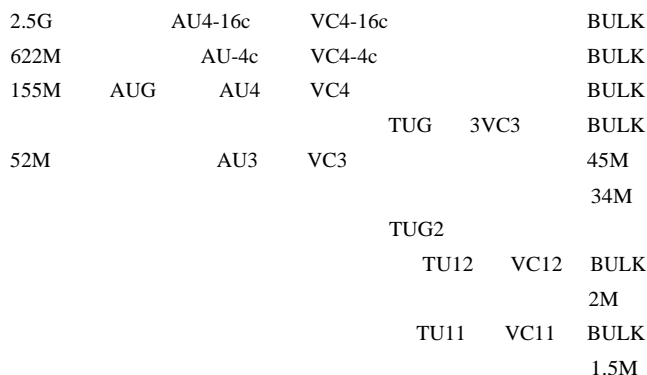 2.5G AU4-16c VC4-16c BULK
622M AU-4c VC4-4c BULK
155M AUG AU4 VC4 BULK
TUG 3VC3 BULK
52M AU3 VC3 45M
34M
TUG2
TU12 VC12 BULK
2M
TU11 VC11 BULK
1.5M